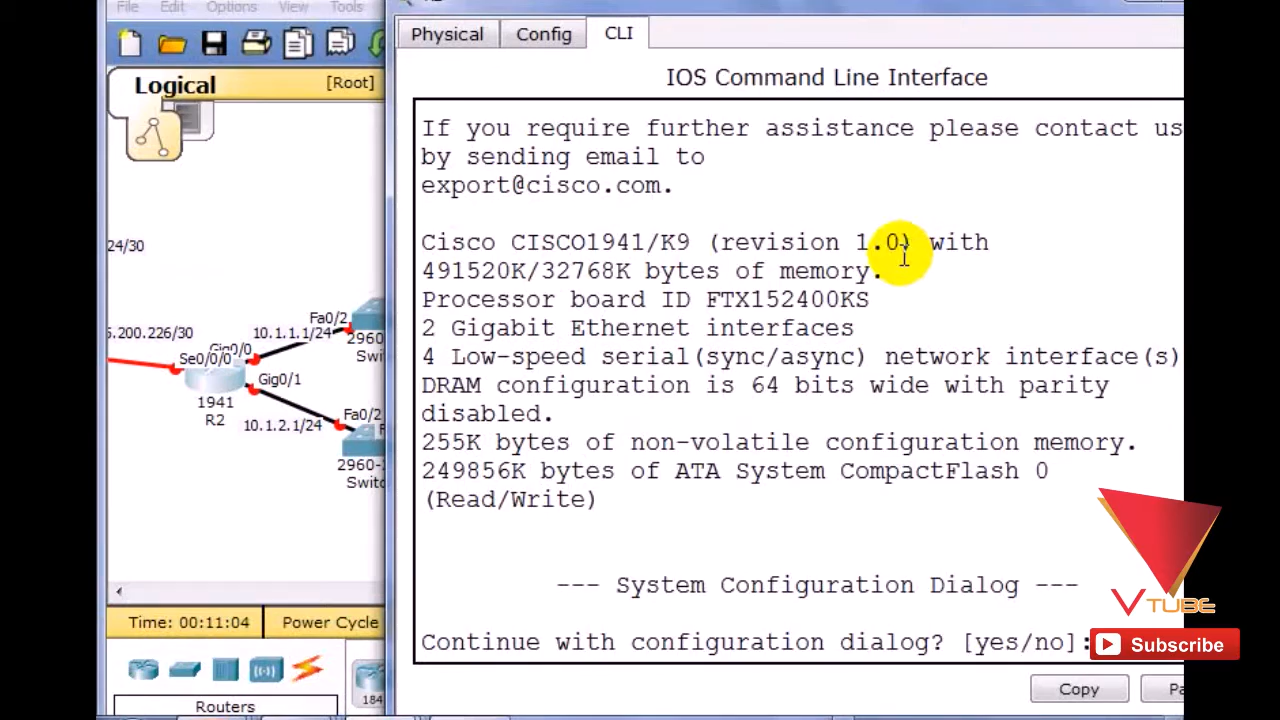 File Edit Options View Tools
Physical Config CLI
Logical [Root]
IOS Command Line Interface
If you require further assistance please contact us
by sending email to
export@cisco.com.
Cisco CISCO1941/K9 (revision 1.0) with
491520K/32768K bytes of memory.
Processor board ID FTX152400KS
2 Gigabit Ethernet interfaces
4 Low-speed serial(sync/async) network interface(s)
DRAM configuration is 64 bits wide with parity
disabled.
255K bytes of non-volatile configuration memory.
249856K bytes of ATA System CompactFlash 0
(Read/Write)
--- System Configuration Dialog ---
Continue with configuration dialog? [yes/no]:
Copy Pa
24/30
5.200.226/30
10.1.1.1/24
Fa0/2
2960-
Swit
Se0/0/0
Gig0/0
Gig0/1
1941
R2
10.1.2.1/24
Fa0/2
2960-
Swit
Time: 00:11:04 Power Cycle
184
Routers
V TUBE
Subscribe